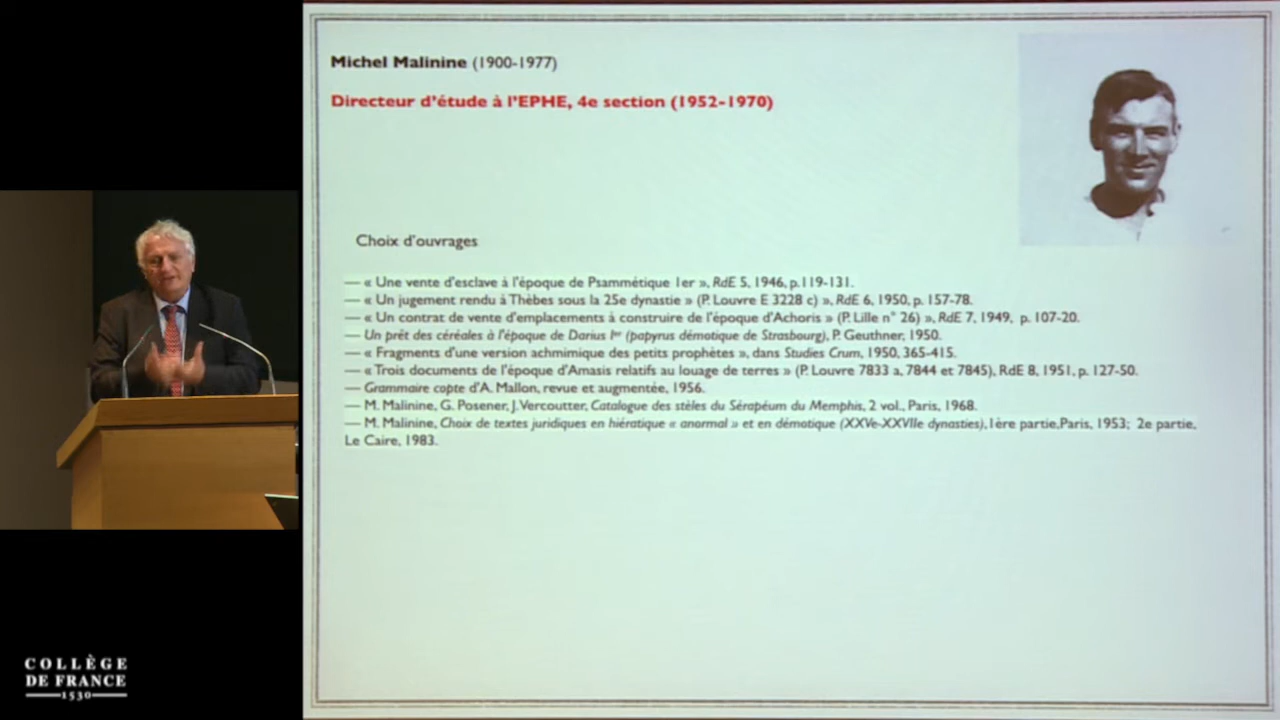 Michel Malinine (1900-1977)
Directeur d'étude à l'EPHE, 4e section (1952-1970)
Choix d'ouvrages
— « Une vente d'esclave à l'époque de Psammétique 1er », RdE 5, 1946, p.119-131.
— « Un jugement rendu à Thèbes sous la 25e dynastie » (P. Louvre E 3228 c) », RdE 6, 1950, p. 157-78.
— « Un contrat de vente d'emplacements à construire de l'époque d'Achoris » (P. Lille n° 26) », RdE 7, 1949, p. 107-20.
— Un prêt des céréales à l'époque de Darius Ier (papyrus démotique de Strasbourg), P. Geuthner, 1950.
— « Fragments d'une version achmimique des petits prophètes », dans Studies Crum, 1950, 365-415.
— « Trois documents de l'époque d'Amasis relatifs au louage de terres » (P. Louvre 7833 a, 7844 et 7845), RdE 8, 1951, p. 127-50.
— Grammaire copte d'A. Mallon, revue et augmentée, 1956.
— M. Malinine, G. Posener, J. Vercoutter, Catalogue des stèles du Sérapéum du Memphis, 2 vol., Paris, 1968.
— M. Malinine, Choix de textes juridiques en hiératique « anormal » et en démotique (XXVe-XXVIIe dynasties), 1ère partie, Paris, 1953; 2e partie,
Le Caire, 1983.
COLLÈGE
DE FRANCE
1530